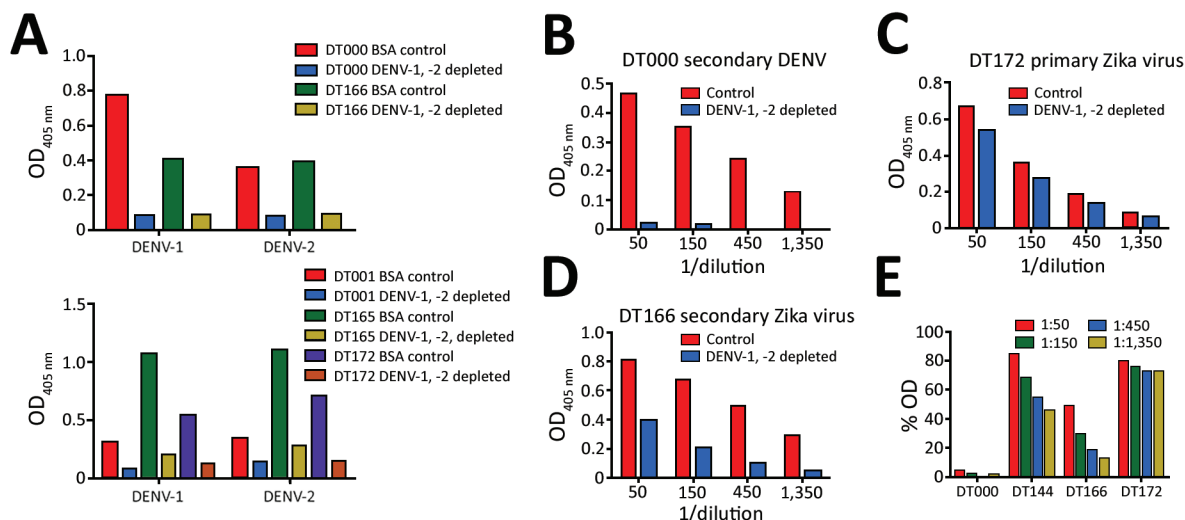 A
DT000 BSA control
DT000 DENV-1, -2 depleted
DT166 BSA control
DT166 DENV-1, -2 depleted
1.0
0.8
0.6
0.4
0.2
0
OD405 nm
DENV-1
DENV-2
DT001 BSA control
DT001 DENV-1, -2 depleted
DT165 BSA control
DT165 DENV-1, -2, depleted
DT172 BSA control
DT172 DENV-1, -2 depleted
1.5
1.0
0.5
0
OD405 nm
DENV-1
DENV-2
B
DT000 secondary DENV
Control
DENV-1, -2 depleted
0.5
0.4
0.3
0.2
0.1
0
OD405 nm
50 150 450 1,350
1/dilution
C
DT172 primary Zika virus
Control
DENV-1, -2 depleted
0.8
0.6
0.4
0.2
0
OD405 nm
50 150 450 1,350
1/dilution
D
DT166 secondary Zika virus
Control
DENV-1, -2 depleted
1.0
0.8
0.6
0.4
0.2
0
OD405 nm
50 150 450 1,350
1/dilution
E
1:50 1:450
1:150 1:1,350
100
80
60
40
20
0
% OD
DT000 DT144 DT166 DT172